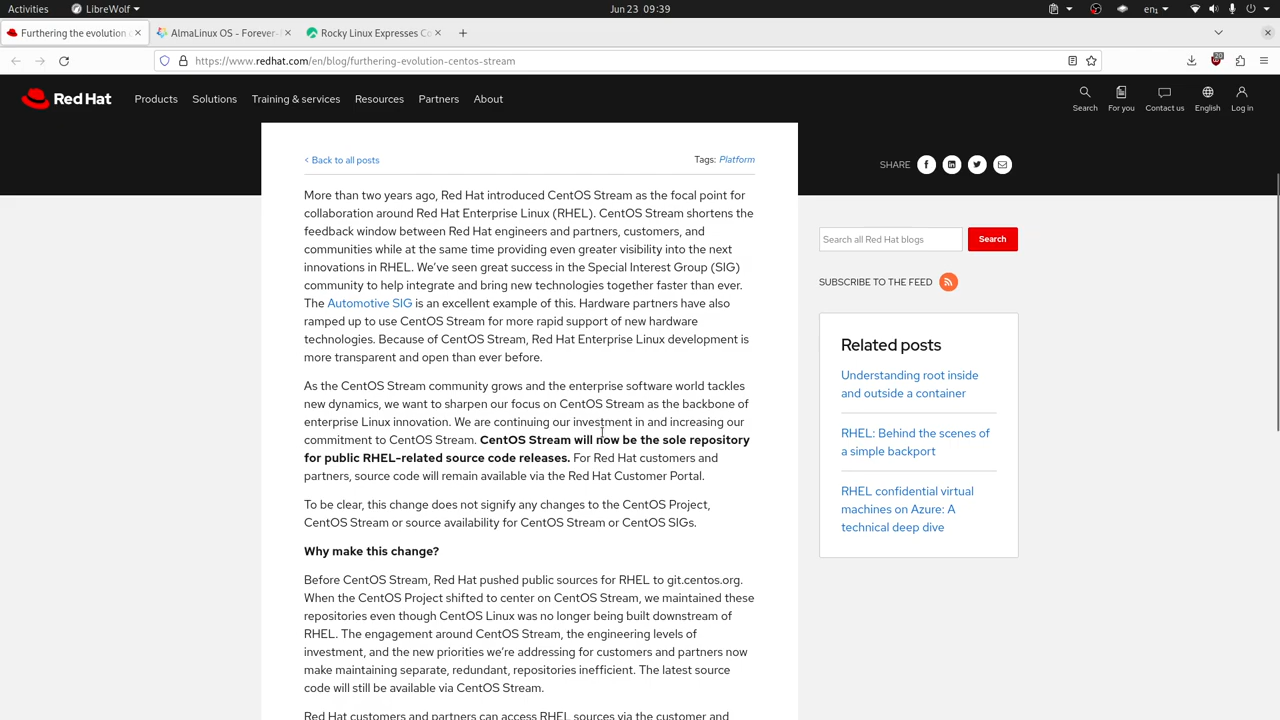 Activities
LibreWolf
Jun 23 09:39
en₁
Furthering the evolution o
AlmaLinux OS - Forever-
Rocky Linux Expresses Co
https://www.redhat.com/en/blog/furthering-evolution-centos-stream
Red Hat
Products
Solutions
Training & services
Resources
Partners
About
Search
For you
Contact us
English
Log in
< Back to all posts
Tags: Platform
SHARE
More than two years ago, Red Hat introduced CentOS Stream as the focal point for
collaboration around Red Hat Enterprise Linux (RHEL). CentOS Stream shortens the
feedback window between Red Hat engineers and partners, customers, and
communities while at the same time providing even greater visibility into the next
innovations in RHEL. We’ve seen great success in the Special Interest Group (SIG)
community to help integrate and bring new technologies together faster than ever.
The Automotive SIG is an excellent example of this. Hardware partners have also
ramped up to use CentOS Stream for more rapid support of new hardware
technologies. Because of CentOS Stream, Red Hat Enterprise Linux development is
more transparent and open than ever before.
As the CentOS Stream community grows and the enterprise software world tackles
new dynamics, we want to sharpen our focus on CentOS Stream as the backbone of
enterprise Linux innovation. We are continuing our investment in and increasing our
commitment to CentOS Stream. CentOS Stream will now be the sole repository
for public RHEL-related source code releases. For Red Hat customers and
partners, source code will remain available via the Red Hat Customer Portal.
To be clear, this change does not signify any changes to the CentOS Project,
CentOS Stream or source availability for CentOS Stream or CentOS SIGs.
Why make this change?
Before CentOS Stream, Red Hat pushed public sources for RHEL to git.centos.org.
When the CentOS Project shifted to center on CentOS Stream, we maintained these
repositories even though CentOS Linux was no longer being built downstream of
RHEL. The engagement around CentOS Stream, the engineering levels of
investment, and the new priorities we’re addressing for customers and partners now
make maintaining separate, redundant, repositories inefficient. The latest source
code will still be available via CentOS Stream.
Red Hat customers and partners can access RHEL sources via the customer and
Search all Red Hat blogs
Search
SUBSCRIBE TO THE FEED
Related posts
Understanding root inside
and outside a container
RHEL: Behind the scenes of
a simple backport
RHEL confidential virtual
machines on Azure: A
technical deep dive